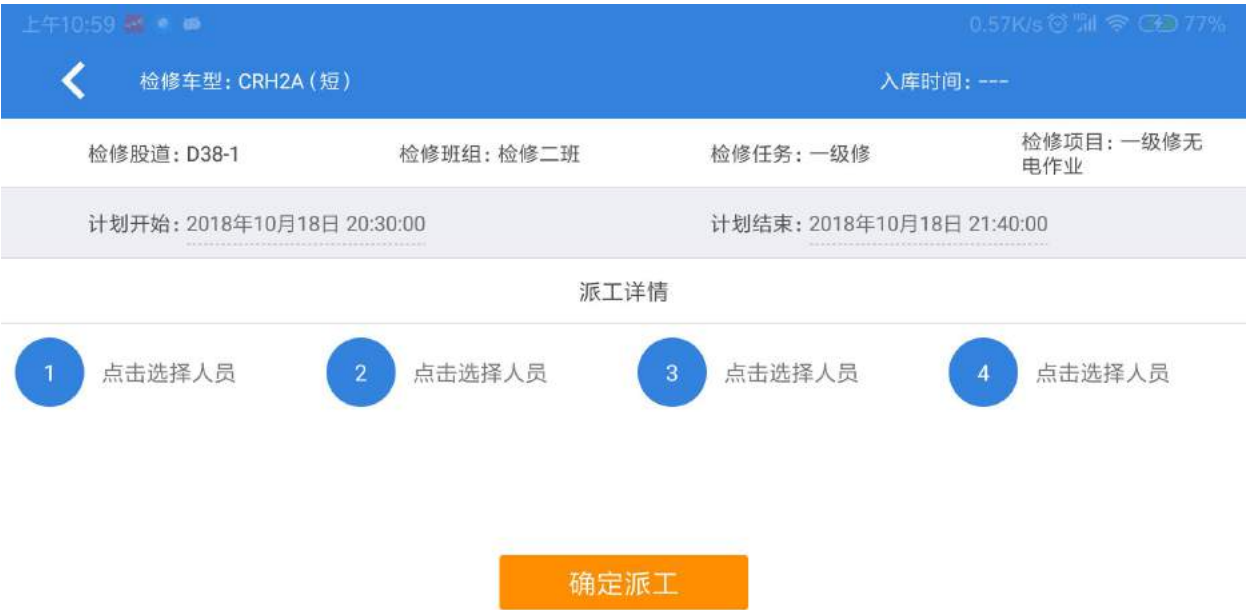 上午10:59 0.57K/s 77%
检修车型: CRH2A (短) 入库时间: ---
检修股道: D38-1 检修班组: 检修二班 检修任务: 一级修 检修项目: 一级修无
电作业
计划开始: 2018年10月18日 20:30:00 计划结束: 2018年10月18日 21:40:00
派工详情
1 点击选择人员 2 点击选择人员 3 点击选择人员 4 点击选择人员
确定派工